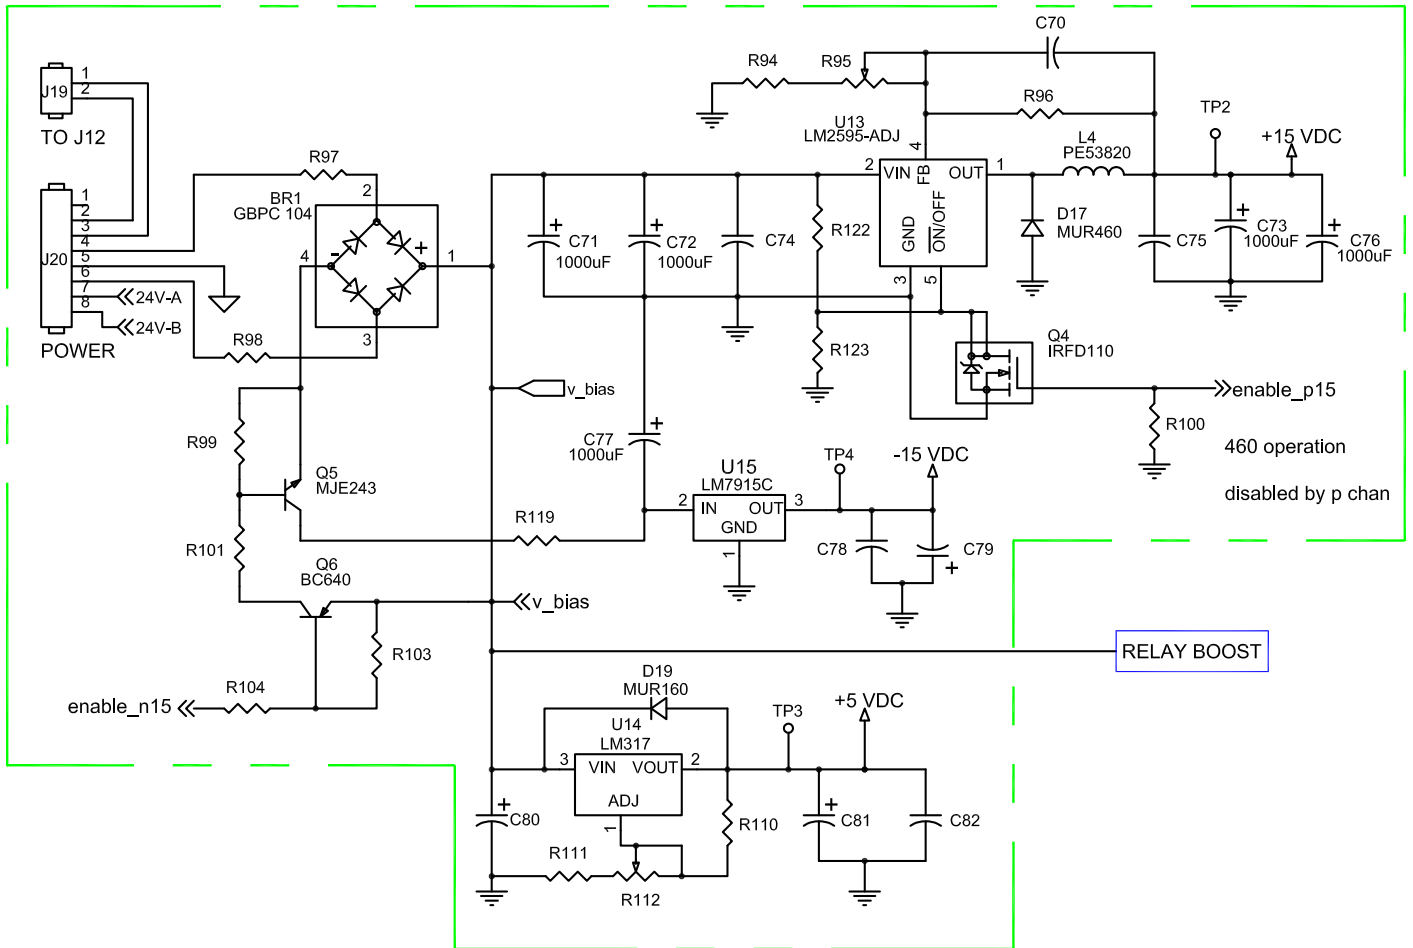 C70
R94
R95
1
2
J19
TO J12
R96
TP2
U13
LM2595-ADJ
+15 VDC
L4
PE53820
4
R97
2
BR1
GBPC 104
2
VIN
FB
OUT
1
1
2
3
4
5
6
7
8
J20
24V-A
24V-B
POWER
4
-
+
1
3
R98
+
C71
1000uF
+
C72
1000uF
C74
R122
GND
ON/OFF
3
5
D17
MUR460
C75
+
C73
1000uF
+
C76
1000uF
R123
Q4
IRFD110
v_bias
enable_p15
R100
R99
+
C77
1000uF
460 operation
disabled by p chan
Q5
MJE243
U15
LM7915C
TP4
-15 VDC
2
IN
OUT
3
GND
1
R119
R101
C78
C79
+
Q6
BC640
v_bias
R103
RELAY BOOST
R104
enable_n15
D19
MUR160
U14
LM317
TP3
+5 VDC
3
VIN
VOUT
2
ADJ
1
+
C80
R110
+
C81
C82
R111
R112